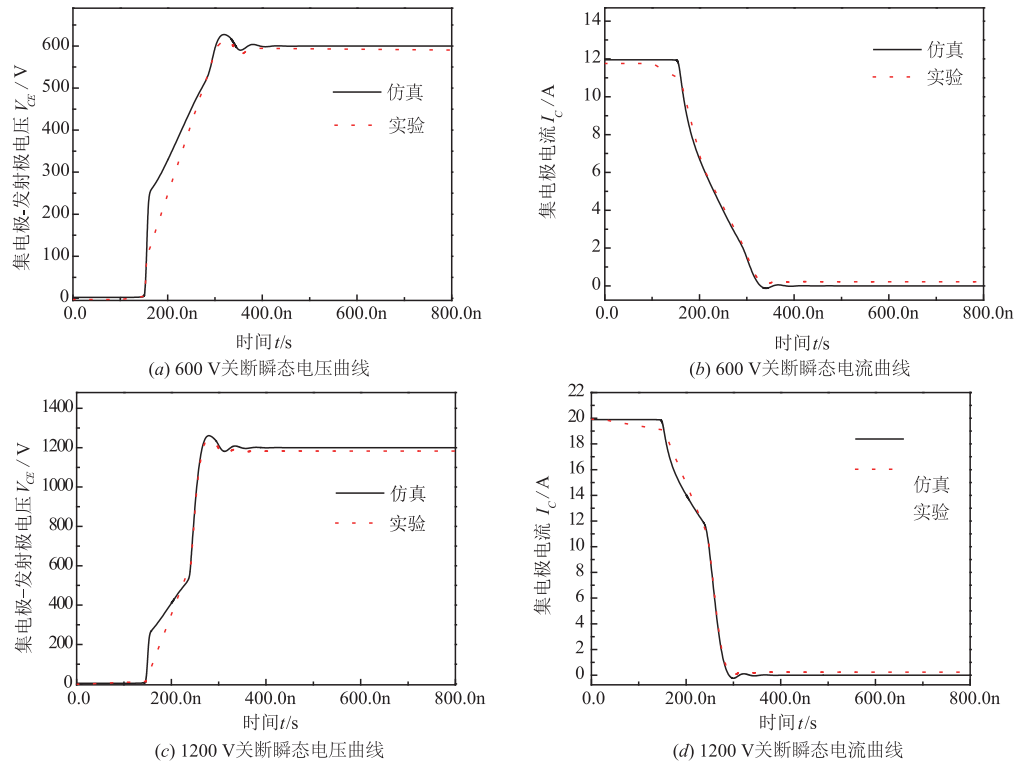 集电极-发射极电压 VCE / V
600
500
400
300
200
100
0
0.0
200.0n
400.0n
600.0n
800.0n
仿真
实验
时间 t/s
(a) 600 V关断瞬态电压曲线
集电极电流 IC / A
14
12
10
8
6
4
2
0
0.0
200.0n
400.0n
600.0n
800.0n
仿真
实验
时间 t/s
(b) 600 V关断瞬态电流曲线
集电极–发射极电压 VCE / V
1400
1200
1000
800
600
400
200
0
0.0
200.0n
400.0n
600.0n
800.0n
仿真
实验
时间 t/s
(c) 1200 V关断瞬态电压曲线
集电极电流 IC / A
22
20
18
16
14
12
10
8
6
4
2
0
0.0
200.0n
400.0n
600.0n
800.0n
仿真
实验
时间 t/s
(d) 1200 V关断瞬态电流曲线